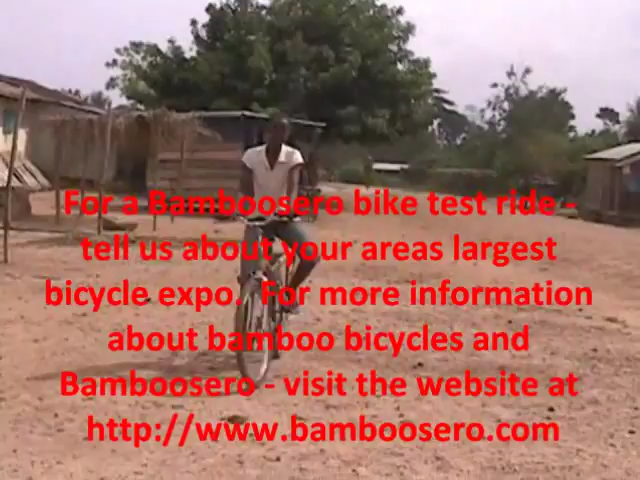 For a Bamboosero bike test ride -
tell us about your areas largest
bicycle expo.  For more information
about bamboo bicycles and
Bamboosero - visit the website at
http://www.bamboosero.com